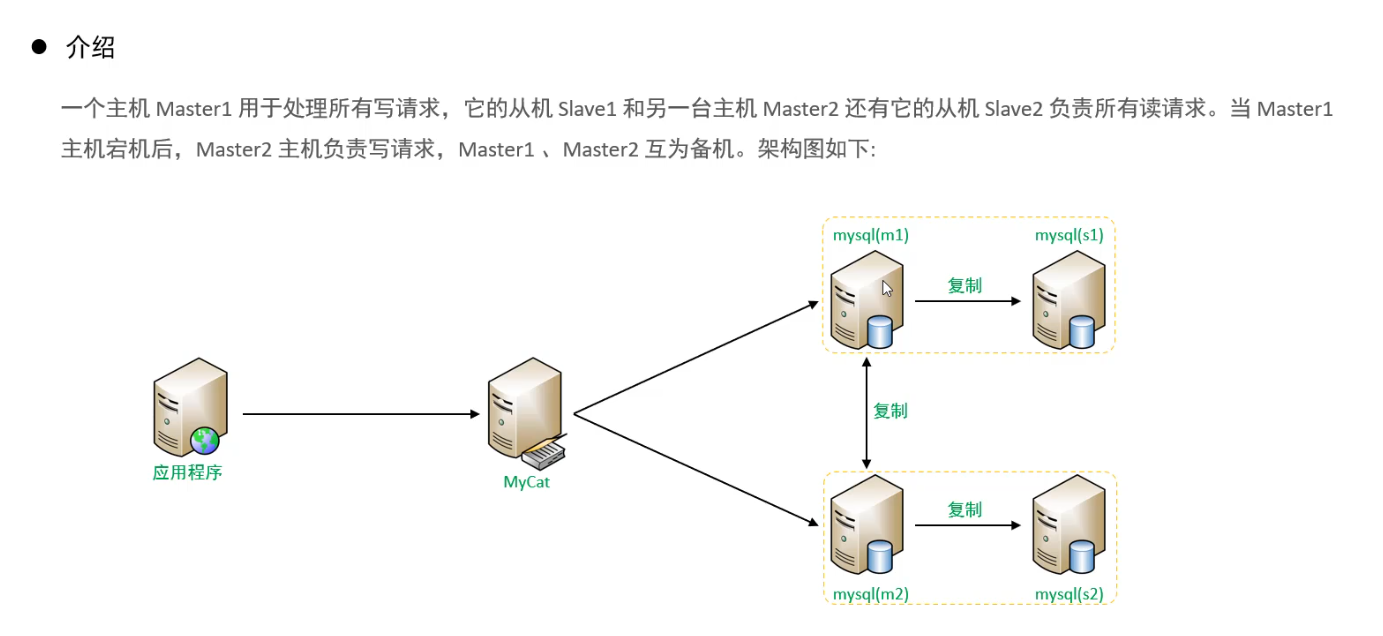 介绍
一个主机 Master1 用于处理所有写请求，它的从机 Slave1 和另一台主机 Master2 还有它的从机 Slave2 负责所有读请求。当 Master1
主机宕机后，Master2 主机负责写请求，Master1 、Master2 互为备机。架构图如下:
mysql(m1)
mysql(s1)
复制
复制
应用程序
MyCat
复制
mysql(m2)
mysql(s2)